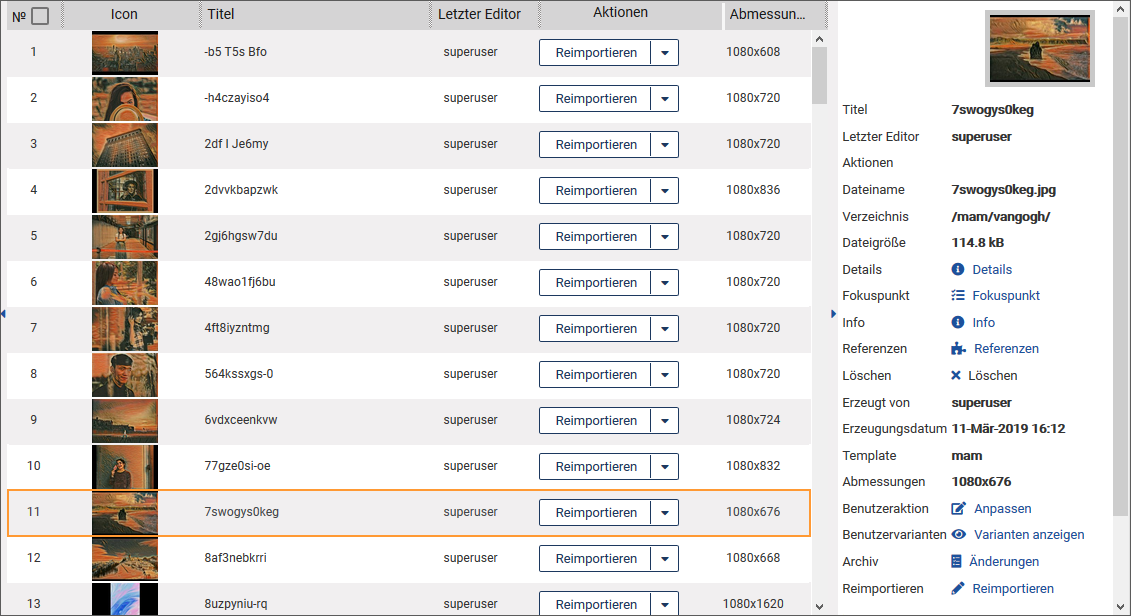 № Icon Titel Letzter Editor Aktionen Abmessun...
1 -b5 T5s Bfo superuser Reimportieren 1080x608
2 -h4czayiso4 superuser Reimportieren 1080x720
3 2df I Je6my superuser Reimportieren 1080x720
4 2dvvkbapzwk superuser Reimportieren 1080x836
5 2gj6hgsw7du superuser Reimportieren 1080x720
6 48wao1fj6bu superuser Reimportieren 1080x720
7 4ft8iyzntmg superuser Reimportieren 1080x720
8 564kssxgs-0 superuser Reimportieren 1080x720
9 6vdxceenkvw superuser Reimportieren 1080x724
10 77gze0si-oe superuser Reimportieren 1080x832
11 7swogys0keg superuser Reimportieren 1080x676
12 8af3nebkrri superuser Reimportieren 1080x668
13 8uzpyniu-rq superuser Reimportieren 1080x1620
Titel 7swogys0keg
Letzter Editor superuser
Aktionen
Dateiname 7swogys0keg.jpg
Verzeichnis /mam/vangogh/
Dateigröße 114.8 kB
Details Details
Fokuspunkt Fokuspunkt
Info Info
Referenzen Referenzen
Löschen Löschen
Erzeugt von superuser
Erzeugungsdatum 11-Mär-2019 16:12
Template mam
Abmessungen 1080x676
Benutzeraktion Anpassen
Benutzervarianten Varianten anzeigen
Archiv Änderungen
Reimportieren Reimportieren